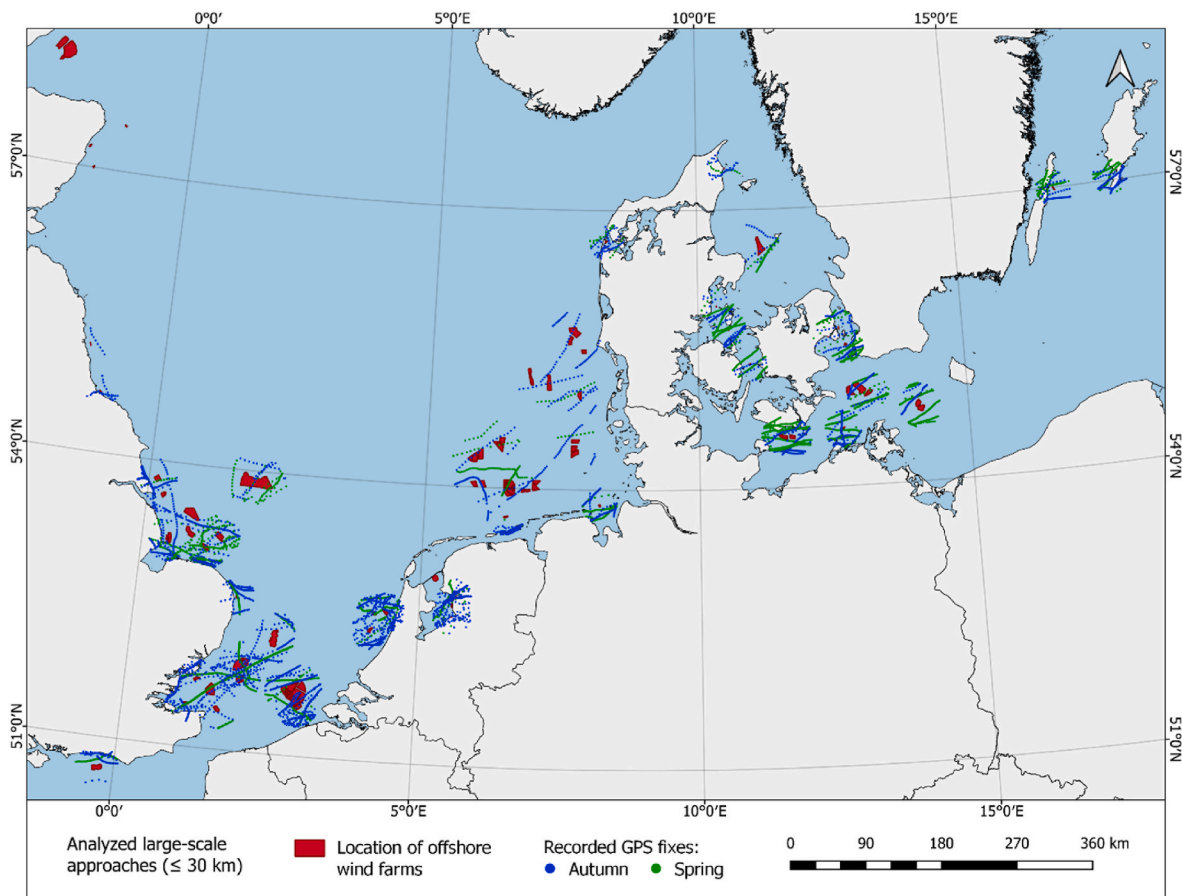 0°0′ 5°0′E 10°0′E 15°0′E
57°0′N 57°0′N
54°0′N 54°0′N
51°0′N 51°0′N
0°0′ 5°0′E 10°0′E 15°0′E
Analyzed large-scale
approaches (≤ 30 km)
Location of offshore
wind farms
Recorded GPS fixes:
Autumn Spring
0 90 180 270 360 km